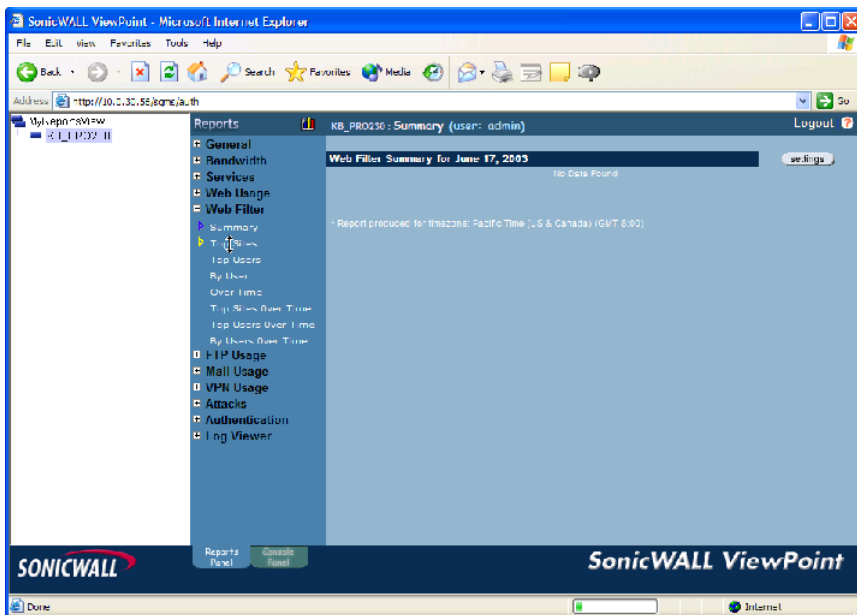 SonicWALL ViewPoint - Microsoft Internet Explorer
File Edit View Favorites Tools Help
Back Search Favorites Media
Address http://10.0.30.56/sgms/auth Go
MyReportsView
KB_PRO230
Reports
KB_PRO230 : Summary (user: admin)
Logout
General
Bandwidth
Services
Web Usage
Web Filter
Summary
Top Sites
Top Users
By User
Over Time
Top Sites Over Time
Top Users Over Time
By Users Over Time
FTP Usage
Mail Usage
VPN Usage
Attacks
Authentication
Log Viewer
Web Filter Summary for June 17, 2003
settings
No Data Found
* Report produced for timezone: Pacific Time (US & Canada) (GMT-8:00)
Reports Panel
Console Panel
SONICWALL
SonicWALL ViewPoint
Done
Internet